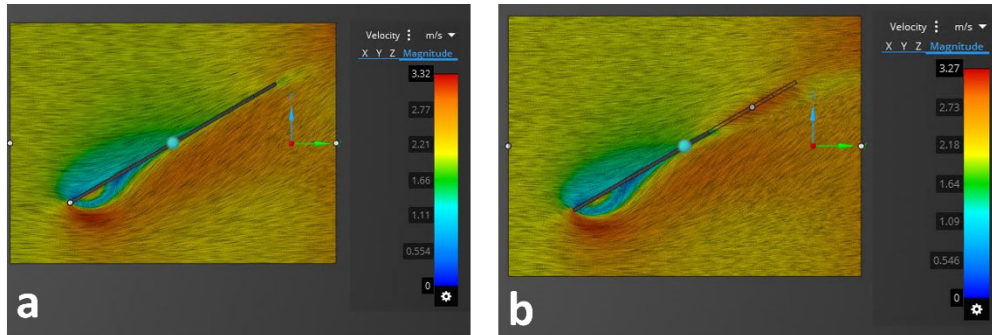 Velocity m/s
X Y Z Magnitude
3.32
2.77
2.21
1.66
1.11
0.554
0
a
Velocity m/s
X Y Z Magnitude
3.27
2.73
2.18
1.64
1.09
0.546
0
b